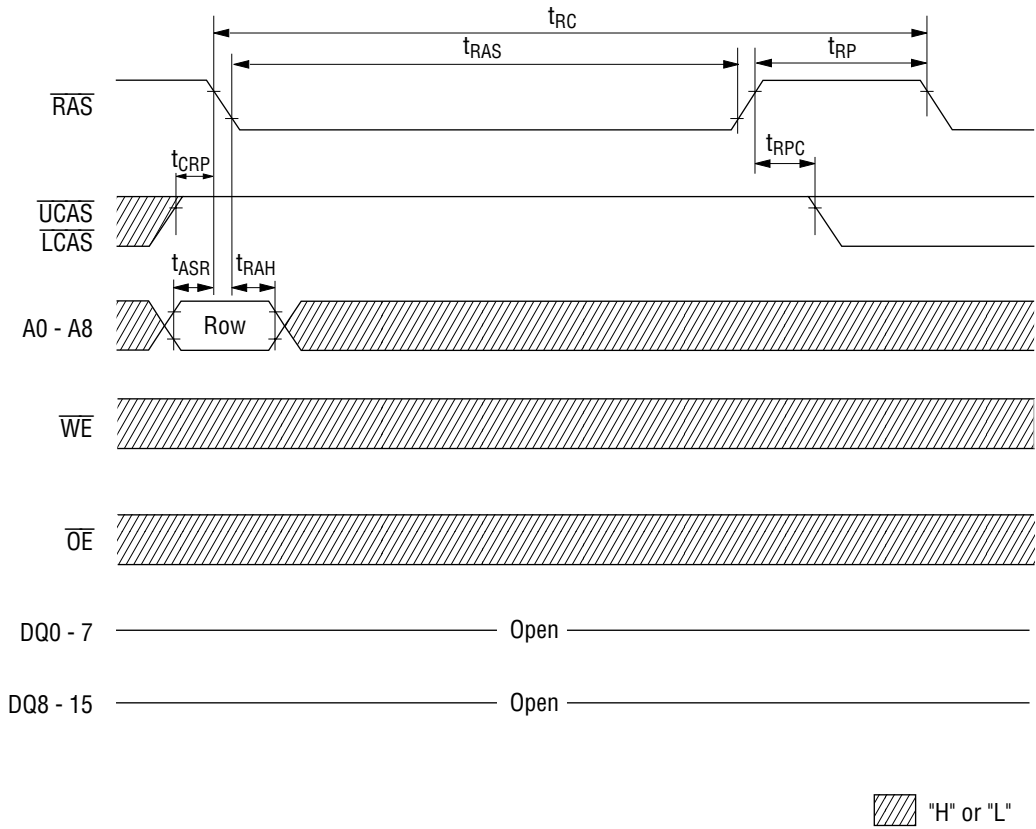 tRC
tRAS
tRP
RAS
tRPC
tCRP
UCAS
LCAS
tASR
tRAH
A0 - A8
Row
WE
OE
DQ0 - 7
Open
DQ8 - 15
Open
"H" or "L"